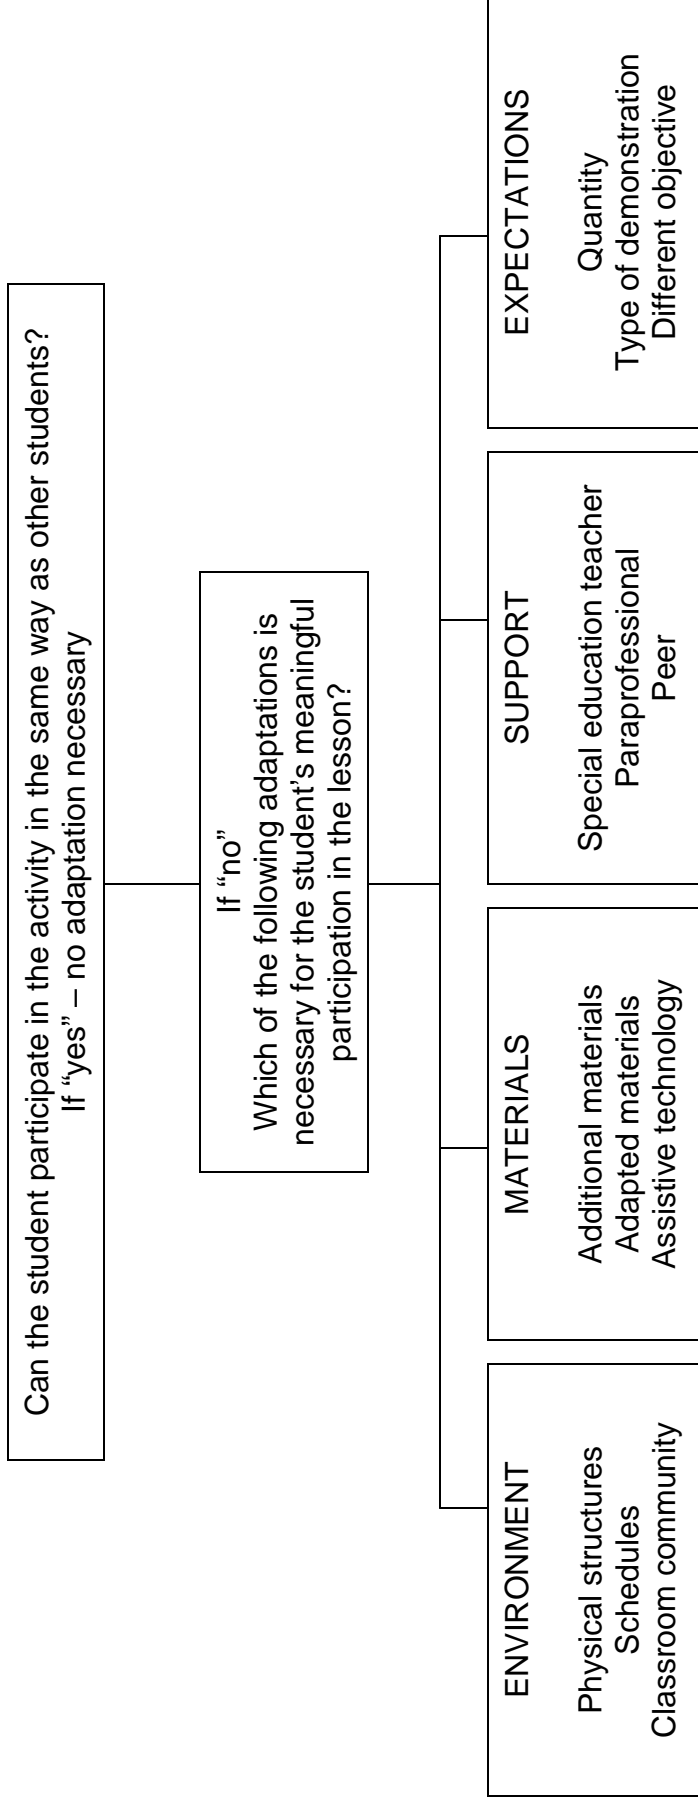 Can the student participate in the activity in the same way as other students?
If “yes” – no adaptation necessary
If “no”
Which of the following adaptations is
necessary for the student’s meaningful
participation in the lesson?
ENVIRONMENT
Physical structures
Schedules
Classroom community
MATERIALS
Additional materials
Adapted materials
Assistive technology
SUPPORT
Special education teacher
Paraprofessional
Peer
EXPECTATIONS
Quantity
Type of demonstration
Different objective